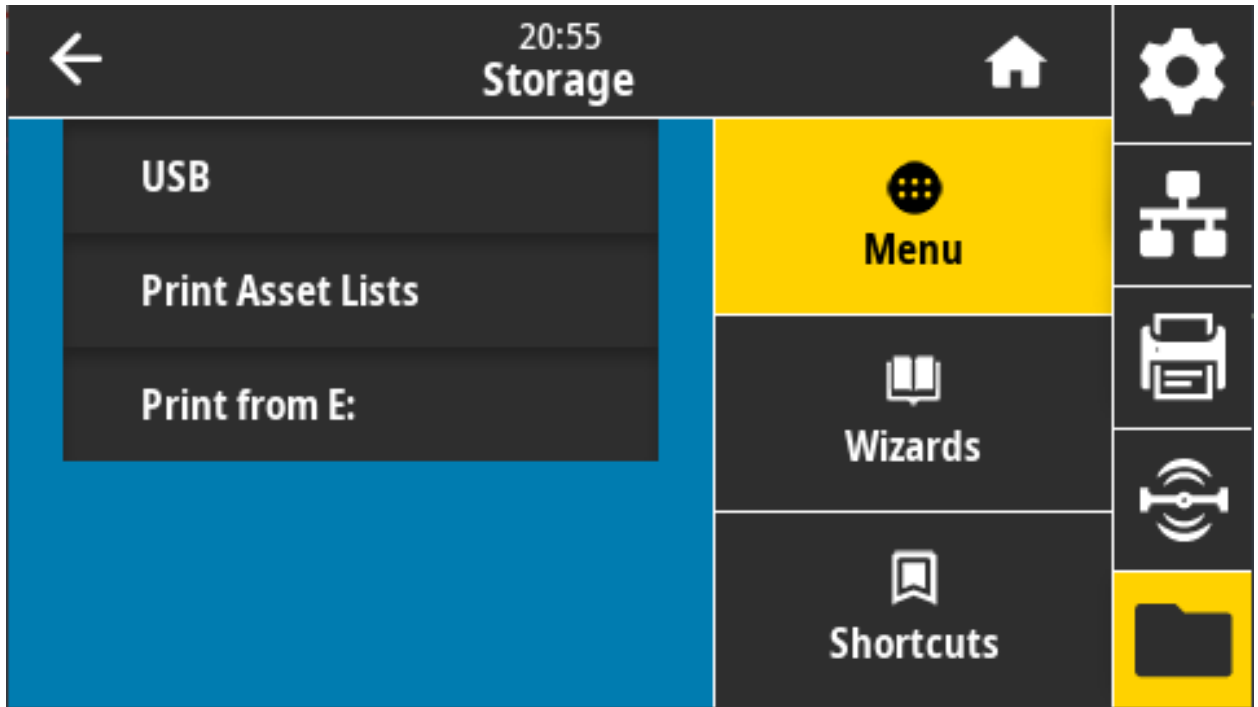 20:55
Storage
USB
Print Asset Lists
Print from E:
Menu
Wizards
Shortcuts